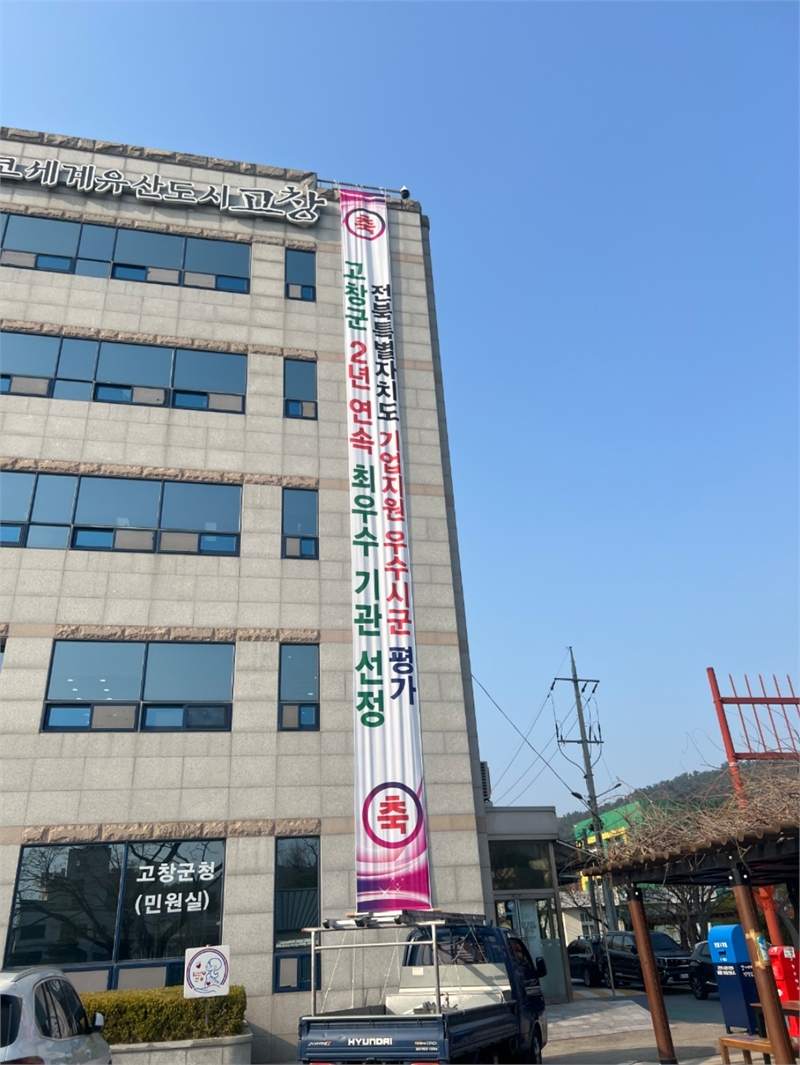 코세계유산도시고창
축
전북특별자치도 기업지원 우수시군 평가
고창군 2년 연속 최우수 기관 선정
축
고창군청
(민원실)
HYUNDAI